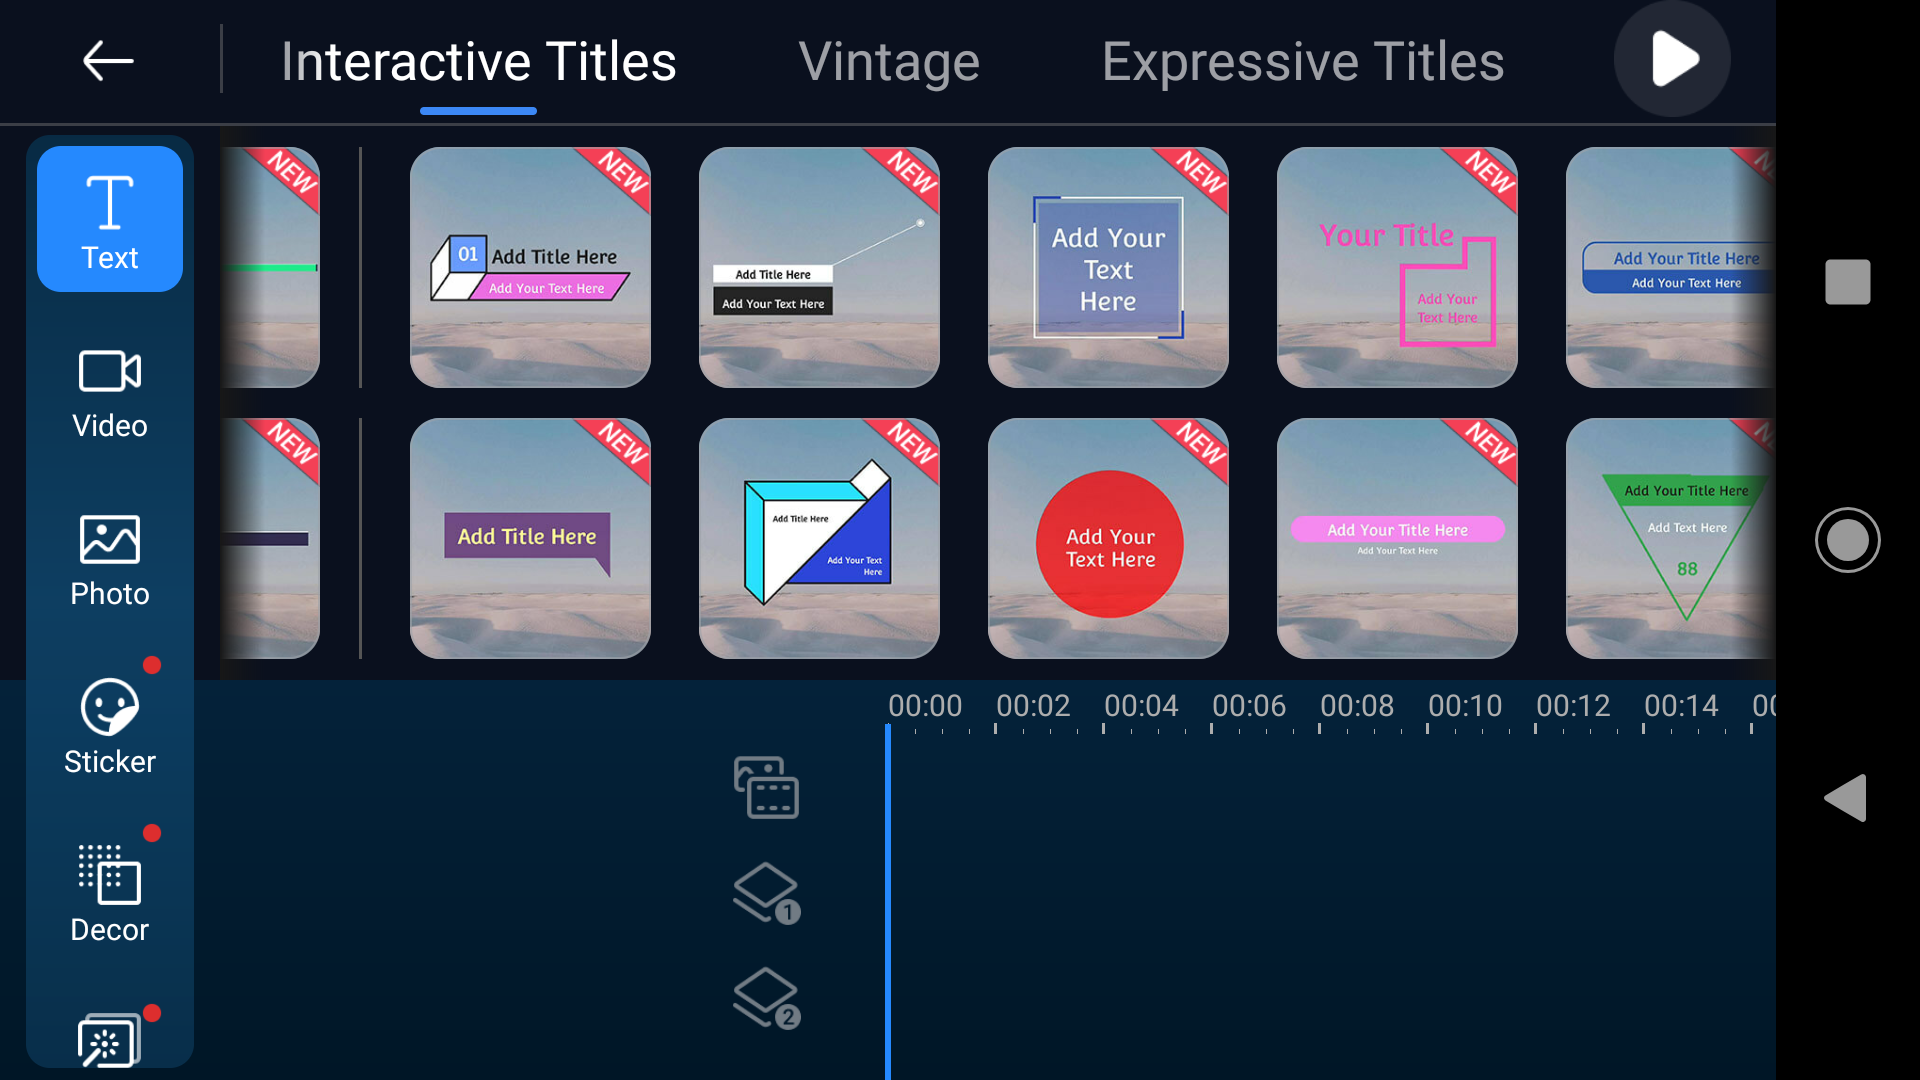 Interactive Titles
Vintage
Expressive Titles
Text
Video
Photo
Sticker
Decor
NEW
NEW
01
Add Title Here
Add Your Text Here
NEW
Add Title Here
Add Your Text Here
NEW
Add Your
Text
Here
NEW
Your Title
Add Your
Text Here
Add Your Title Here
Add Your Text Here
NEW
NEW
Add Title Here
NEW
Add Title Here
Add Your Text
Here
NEW
Add Your
Text Here
NEW
Add Your Title Here
Add Your Text Here
Add Your Title Here
Add Text Here
88
00:00
00:02
00:04
00:06
00:08
00:10
00:12
00:14
1
2